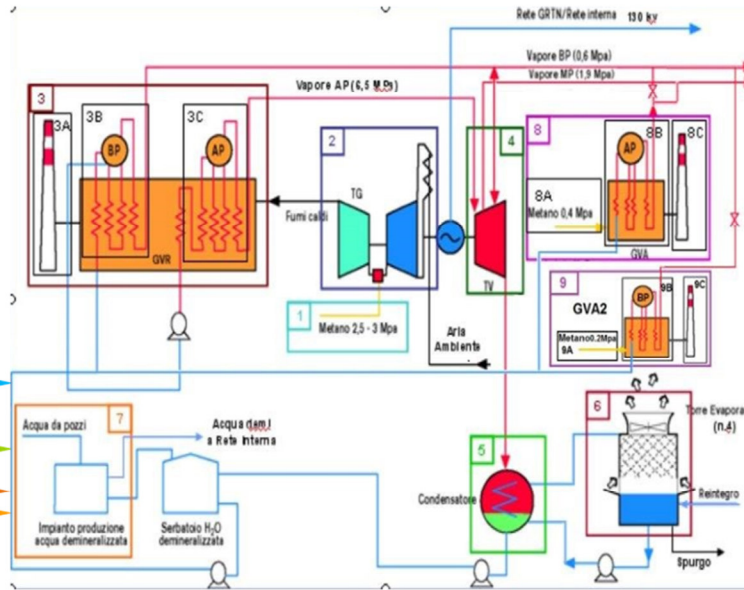 Rete GRTN/Rete interna 130 kv
Vapore BP (0,6 Mpa)
Vapore MP (1,9 Mpa)
Vapore AP (6,5 MPa)
3
3A
3B
3C
BP
AP
GVR
Fumi caldi
2
TG
4
TV
8
8B
8C
AP
8A
Metano 0,4 Mpa
GVA
9
9B
9C
BP
GVA2
Metano0.2Mpa
9A
1
Metano 2,5 - 3 Mpa
Aria
Ambiente
7
Acqua da pozzi
Acqua demi
a Rete Interna
Impianto produzione
acqua demineralizzata
Serbatoio H2O
demineralizzata
5
Condensatore
6
Torre Evapora
(n.4)
Reintegro
Spurgo